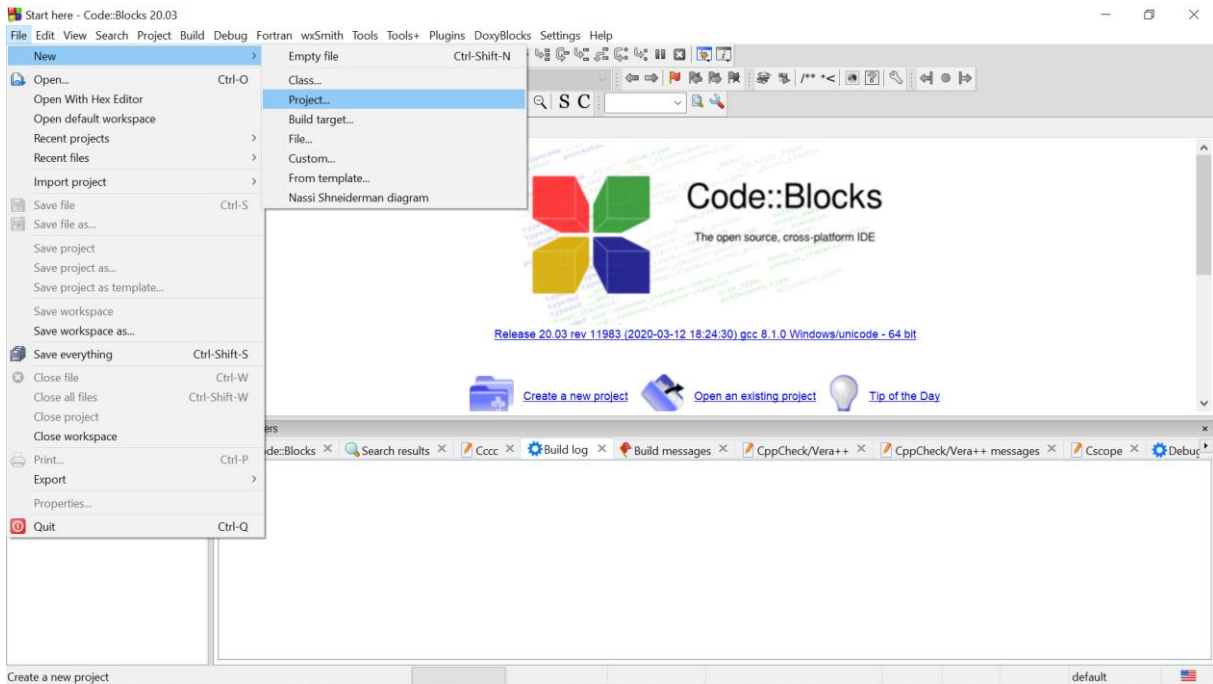 Start here - Code::Blocks 20.03
File Edit View Search Project Build Debug Fortran wxSmith Tools Tools+ Plugins DoxyBlocks Settings Help
New
Open... Ctrl-O
Open With Hex Editor
Open default workspace
Recent projects
Recent files
Import project
Save file Ctrl-S
Save file as...
Save project
Save project as...
Save project as template...
Save workspace
Save workspace as...
Save everything Ctrl-Shift-S
Close file Ctrl-W
Close all files Ctrl-Shift-W
Close project
Close workspace
Print... Ctrl-P
Export
Properties...
Quit Ctrl-Q
Empty file Ctrl-Shift-N
Class...
Project...
Build target...
File...
Custom...
From template...
Nassi Shneiderman diagram
/** *<
S C
Code::Blocks
The open source, cross-platform IDE
Release 20.03 rev 11983 (2020-03-12 18:24:30) gcc 8.1.0 Windows/unicode - 64 bit
Create a new project Open an existing project Tip of the Day
ers
de::Blocks Search results Cccc Build log Build messages CppCheck/Vera++ CppCheck/Vera++ messages Cscope Debug
Create a new project default